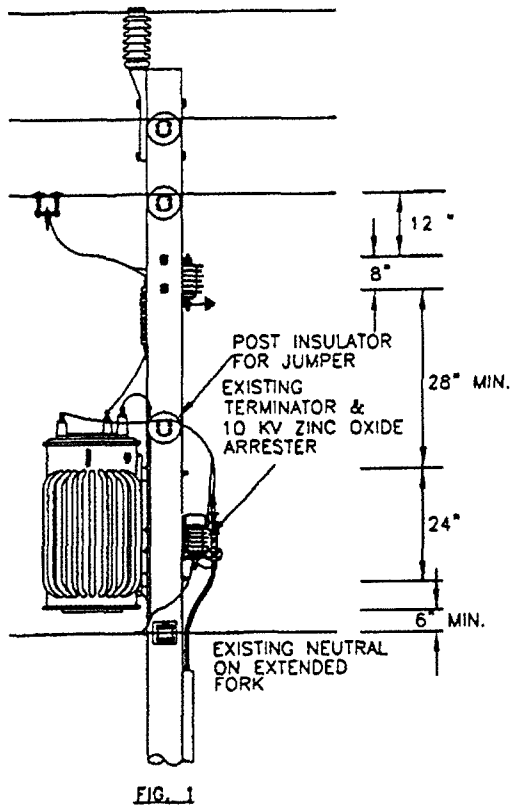 12"
8"
POST INSULATOR
FOR JUMPER
28" MIN.
EXISTING
TERMINATOR &
10 KV ZINC OXIDE
ARRESTER
24"
6" MIN.
EXISTING NEUTRAL
ON EXTENDED
FORK
FIG. 1